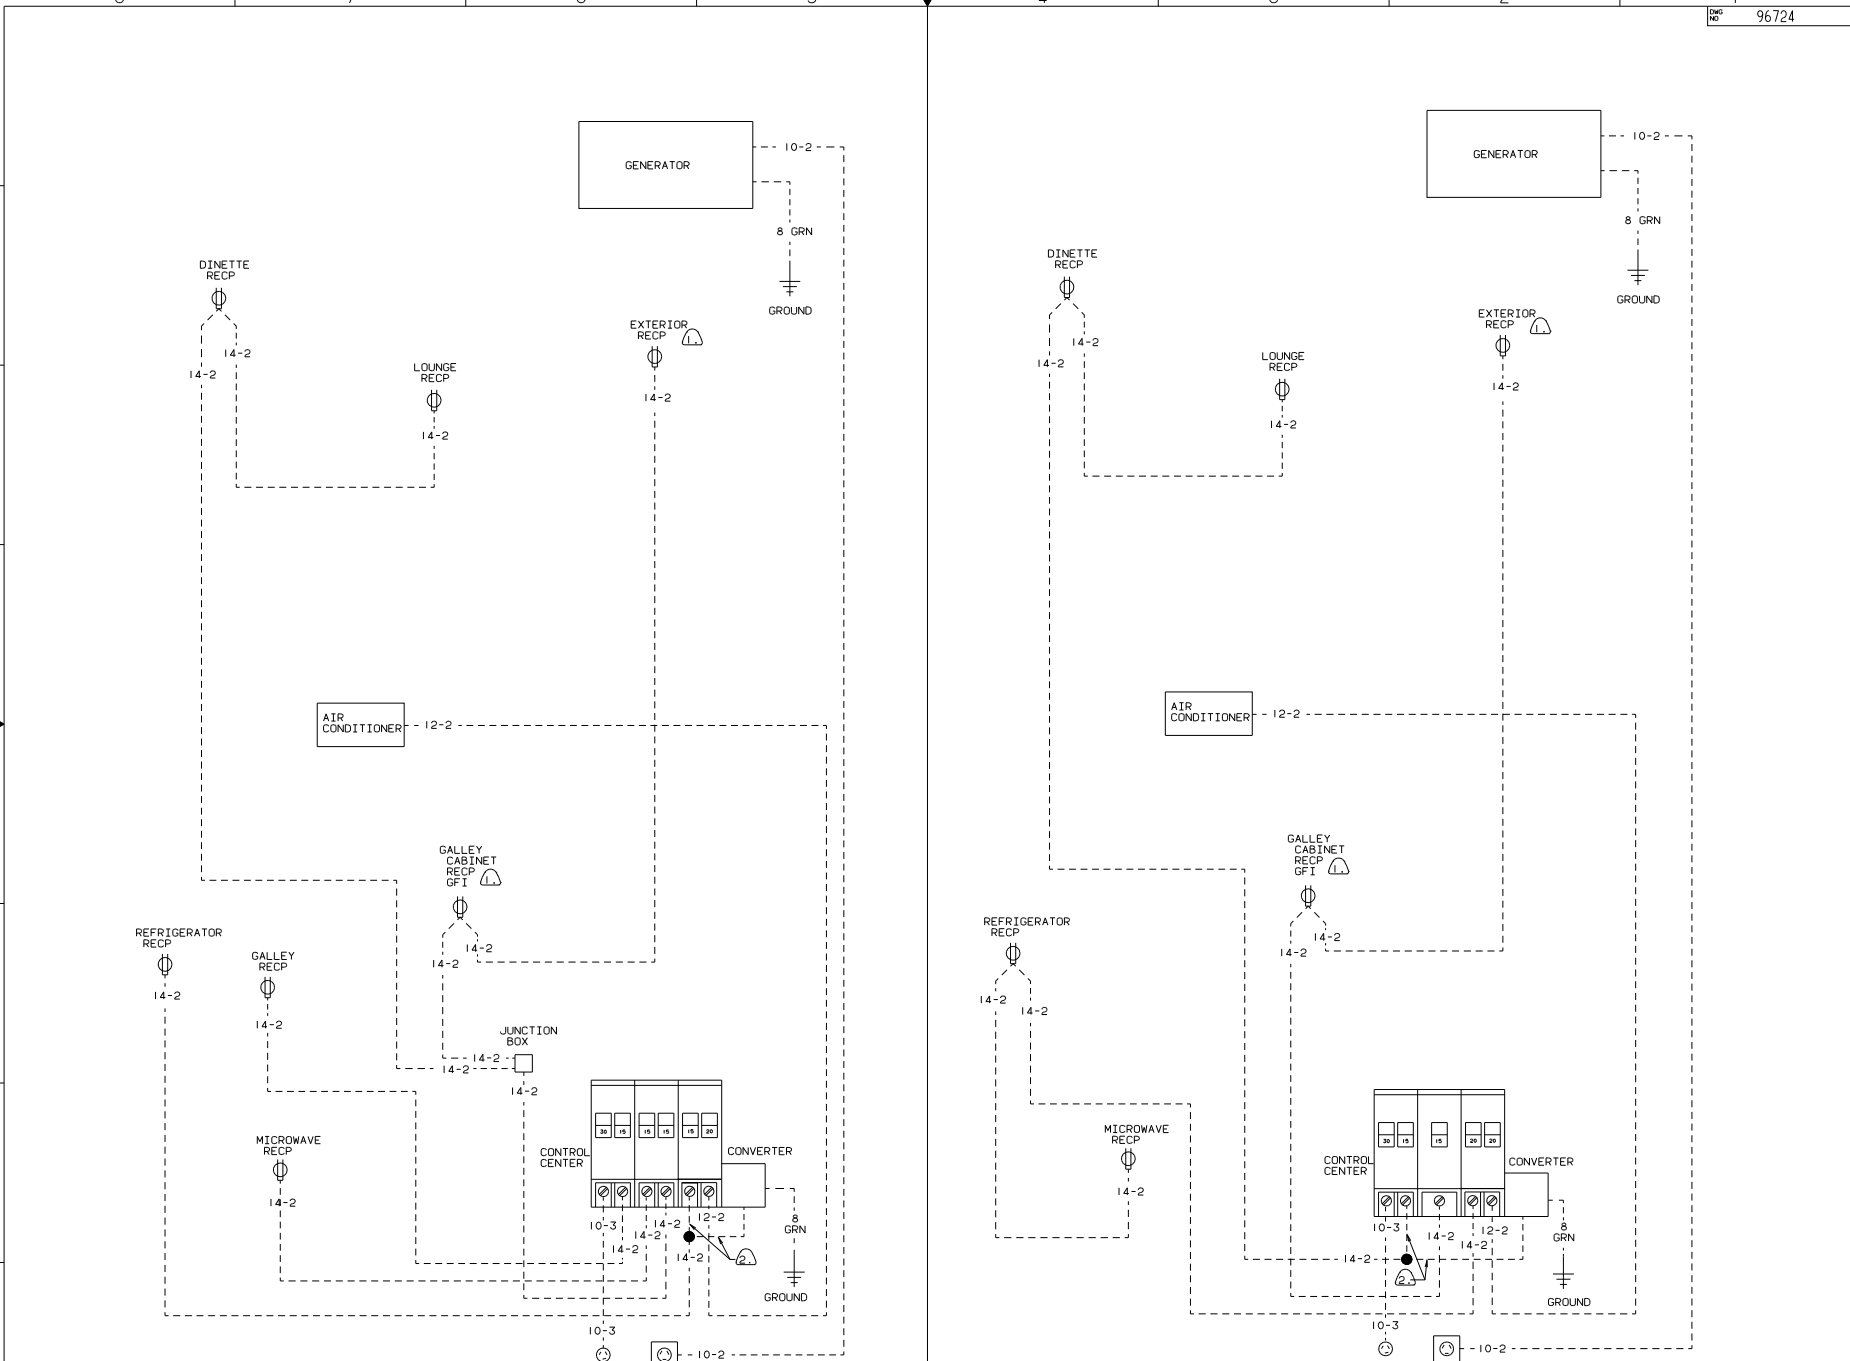 DWG NO 96724
GENERATOR
10-2
8 GRN
GROUND
DINETTE
RECP
14-2
14-2
LOUNGE
RECP
14-2
EXTERIOR
RECP
1.
14-2
AIR
CONDITIONER
12-2
GALLEY
CABINET
RECP
GFI
1.
14-2
14-2
REFRIGERATOR
RECP
14-2
GALLEY
RECP
14-2
JUNCTION
BOX
14-2
14-2
14-2
MICROWAVE
RECP
14-2
CONTROL
CENTER
30 15 15 15 15 20
CONVERTER
10-3
14-2
14-2
14-2
12-2
14-2
2.
8
GRN
GROUND
10-3
10-2
GENERATOR
10-2
8 GRN
GROUND
DINETTE
RECP
14-2
14-2
LOUNGE
RECP
14-2
EXTERIOR
RECP
1.
14-2
AIR
CONDITIONER
12-2
GALLEY
CABINET
RECP
GFI
1.
14-2
14-2
REFRIGERATOR
RECP
14-2
14-2
MICROWAVE
RECP
14-2
CONTROL
CENTER
30 15 15 20 20
CONVERTER
10-3
14-2
14-2
14-2
12-2
2.
8
GRN
GROUND
10-3
10-2